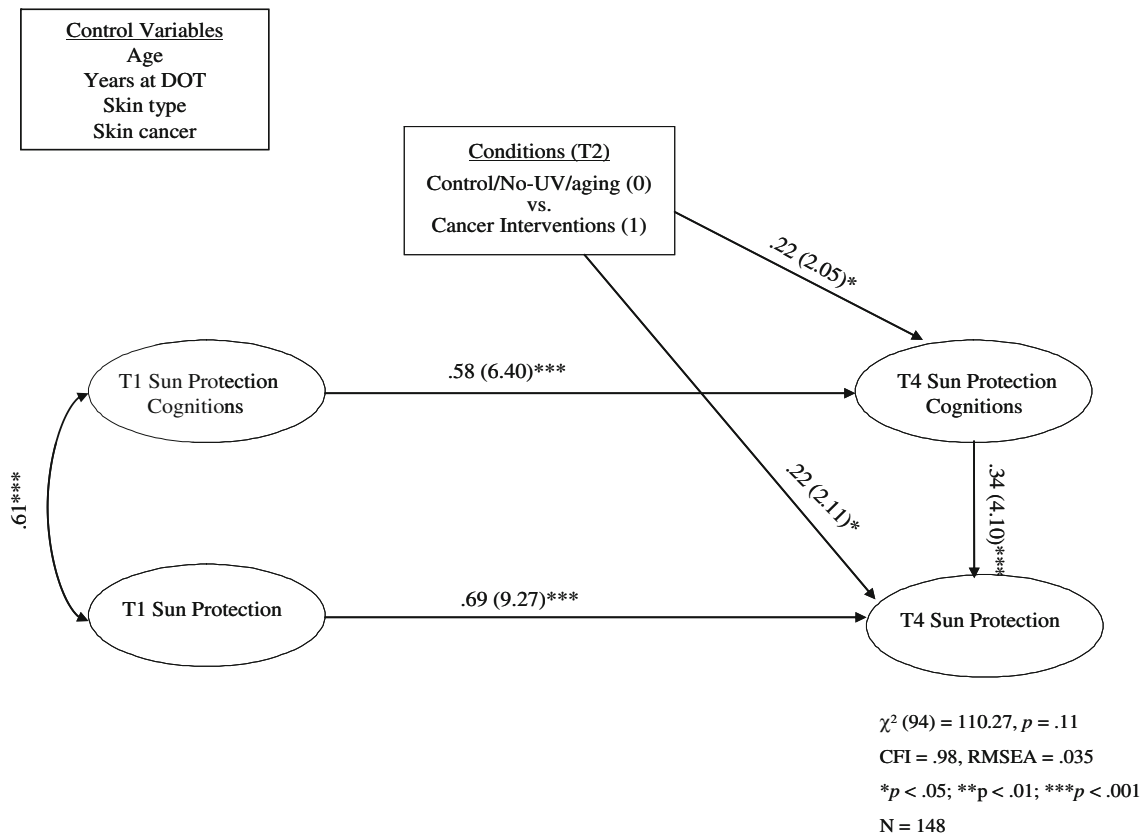 Control Variables
Age
Years at DOT
Skin type
Skin cancer
Conditions (T2)
Control/No-UV/aging (0)
vs.
Cancer Interventions (1)
.22 (2.05)*
.58 (6.40)***
T1 Sun Protection
Cognitions
T4 Sun Protection
Cognitions
.61***
.22 (2.11)*
.34 (4.10)***
.69 (9.27)***
T1 Sun Protection
T4 Sun Protection
χ² (94) = 110.27, p = .11
CFI = .98, RMSEA = .035
*p < .05; **p < .01; ***p < .001
N = 148